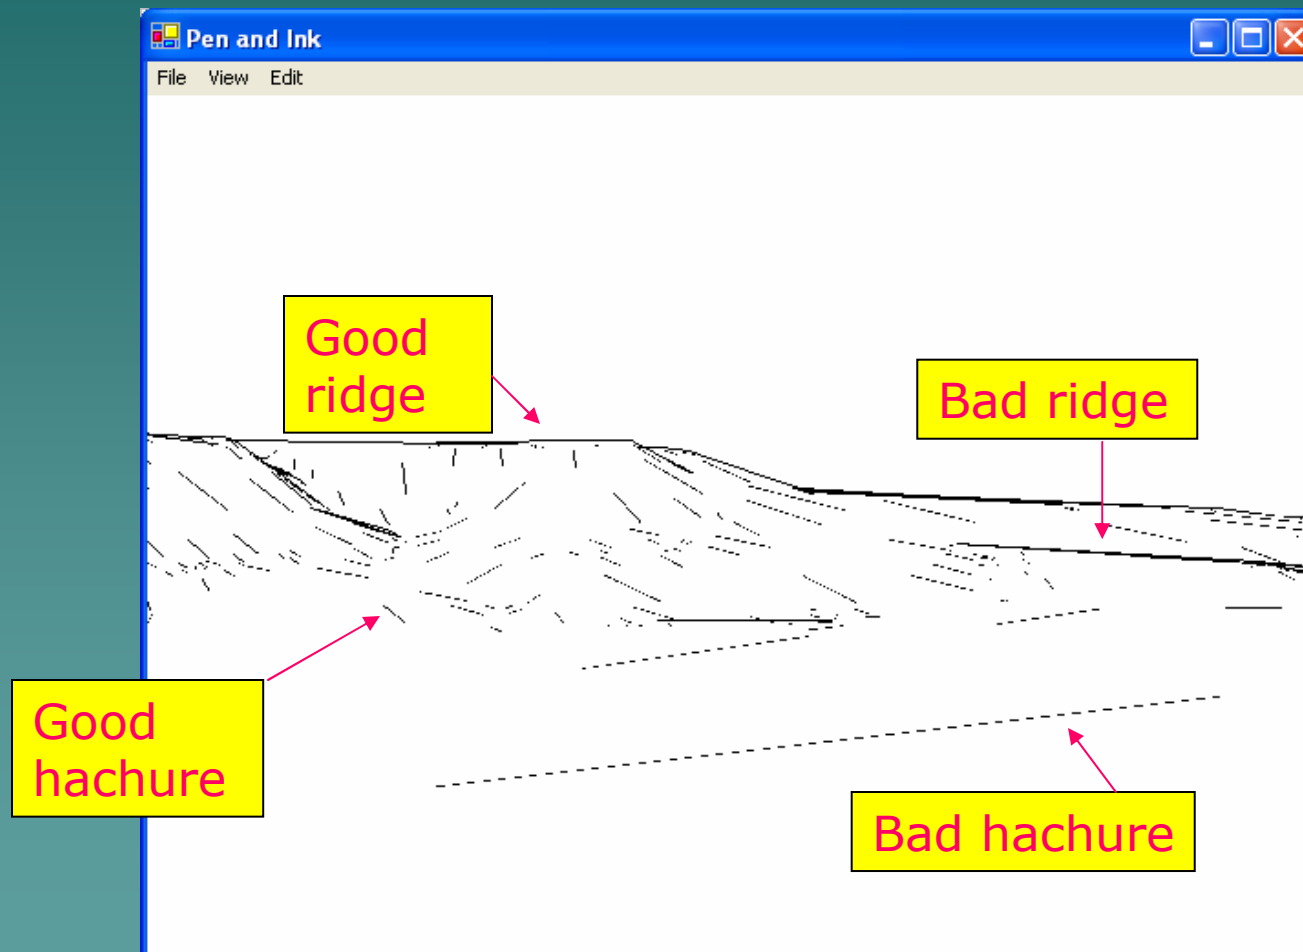 Pen and Ink
File View Edit
Good
ridge
Bad ridge
Good
hachure
Bad hachure